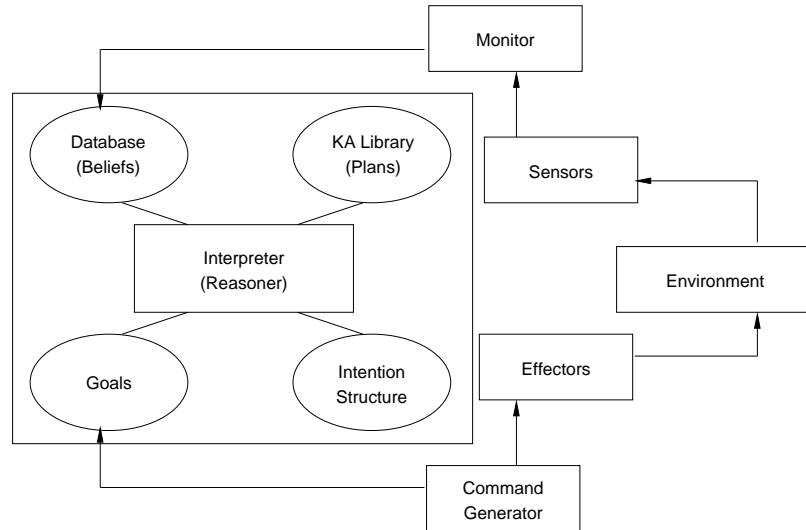 Monitor
Database
(Beliefs)
KA Library
(Plans)
Sensors
Interpreter
(Reasoner)
Environment
Goals
Intention
Structure
Effectors
Command
Generator